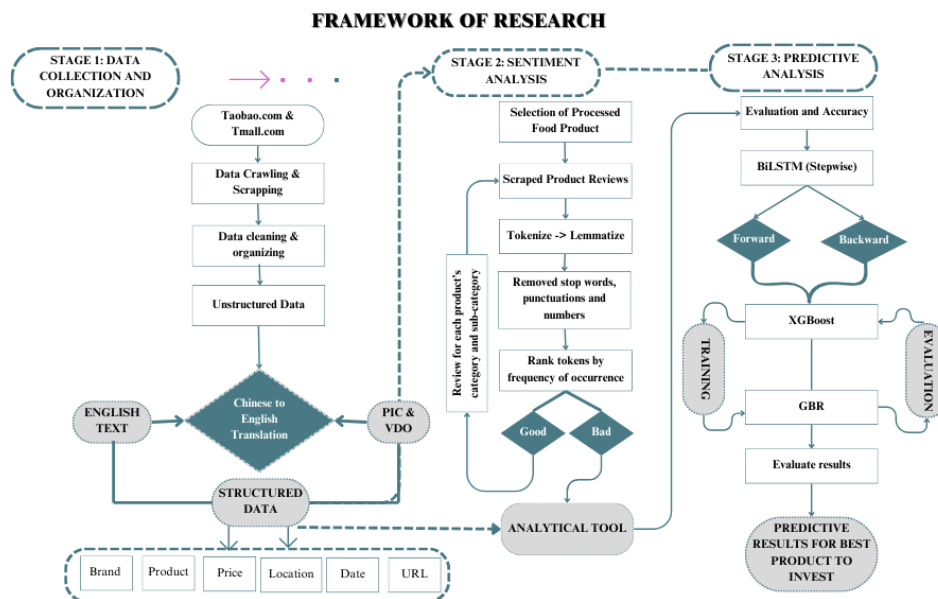 FRAMEWORK OF RESEARCH
STAGE 1: DATA
COLLECTION AND
ORGANIZATION
Taobao.com &
Tmall.com
Data Crawling &
Scrapping
Data cleaning &
organizing
Unstructured Data
Chinese to
English
Translation
ENGLISH
TEXT
PIC &
VDO
STRUCTURED
DATA
Brand
Product
Price
Location
Date
URL
STAGE 2: SENTIMENT
ANALYSIS
Selection of Processed
Food Product
Scraped Product Reviews
Tokenize -> Lemmatize
Removed stop words,
punctuations and
numbers
Rank tokens by
frequency of occurrence
Good
Bad
Review for each product's
category and sub-category
ANALYTICAL TOOL
STAGE 3: PREDICTIVE
ANALYSIS
Evaluation and Accuracy
BiLSTM (Stepwise)
Forward
Backward
XGBoost
TRAINING
EVALUATION
GBR
Evaluate results
PREDICTIVE
RESULTS FOR BEST
PRODUCT TO
INVEST